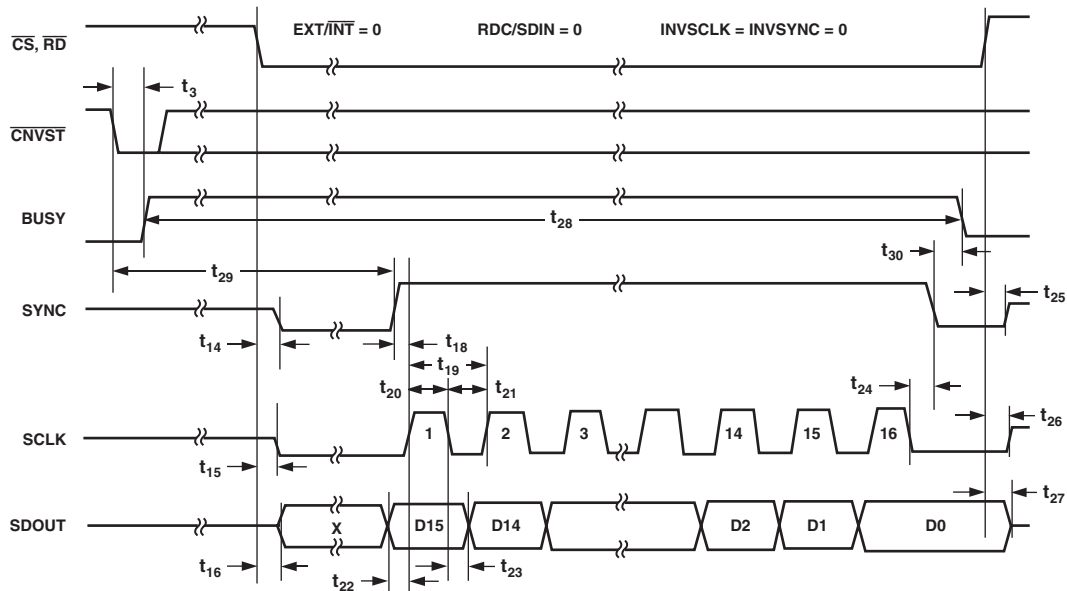 EXT/INT = 0 RDC/SDIN = 0 INVSCLK = INVSYNC = 0
CS, RD
t3
CNVST
BUSY
t28
t30
t29
t25
SYNC
t14
t18
t19
t20
t21
t24
t26
SCLK
1 2 3 14 15 16
t15
t27
SDOUT
X D15 D14 D2 D1 D0
t16
t22
t23